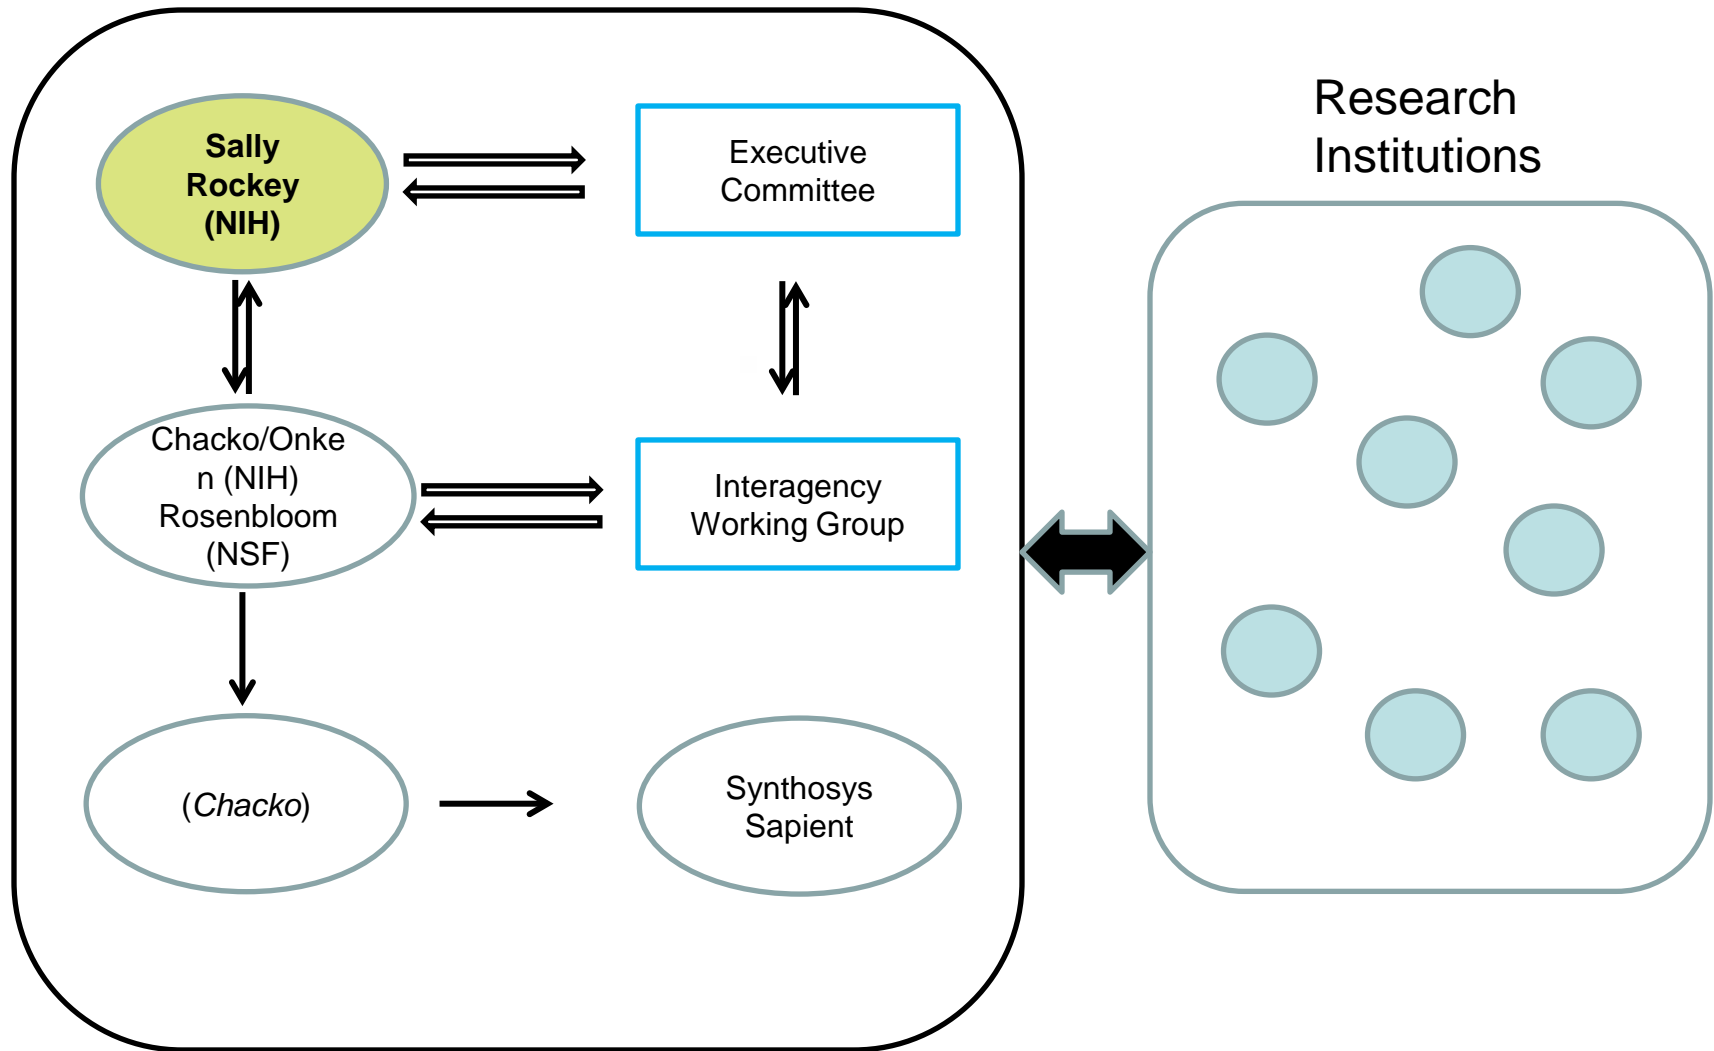 Sally
Rockey
(NIH)
Executive
Committee
Research
Institutions
Chacko/Onke
n (NIH)
Rosenbloom
(NSF)
Interagency
Working Group
(Chacko)
Synthosys
Sapient